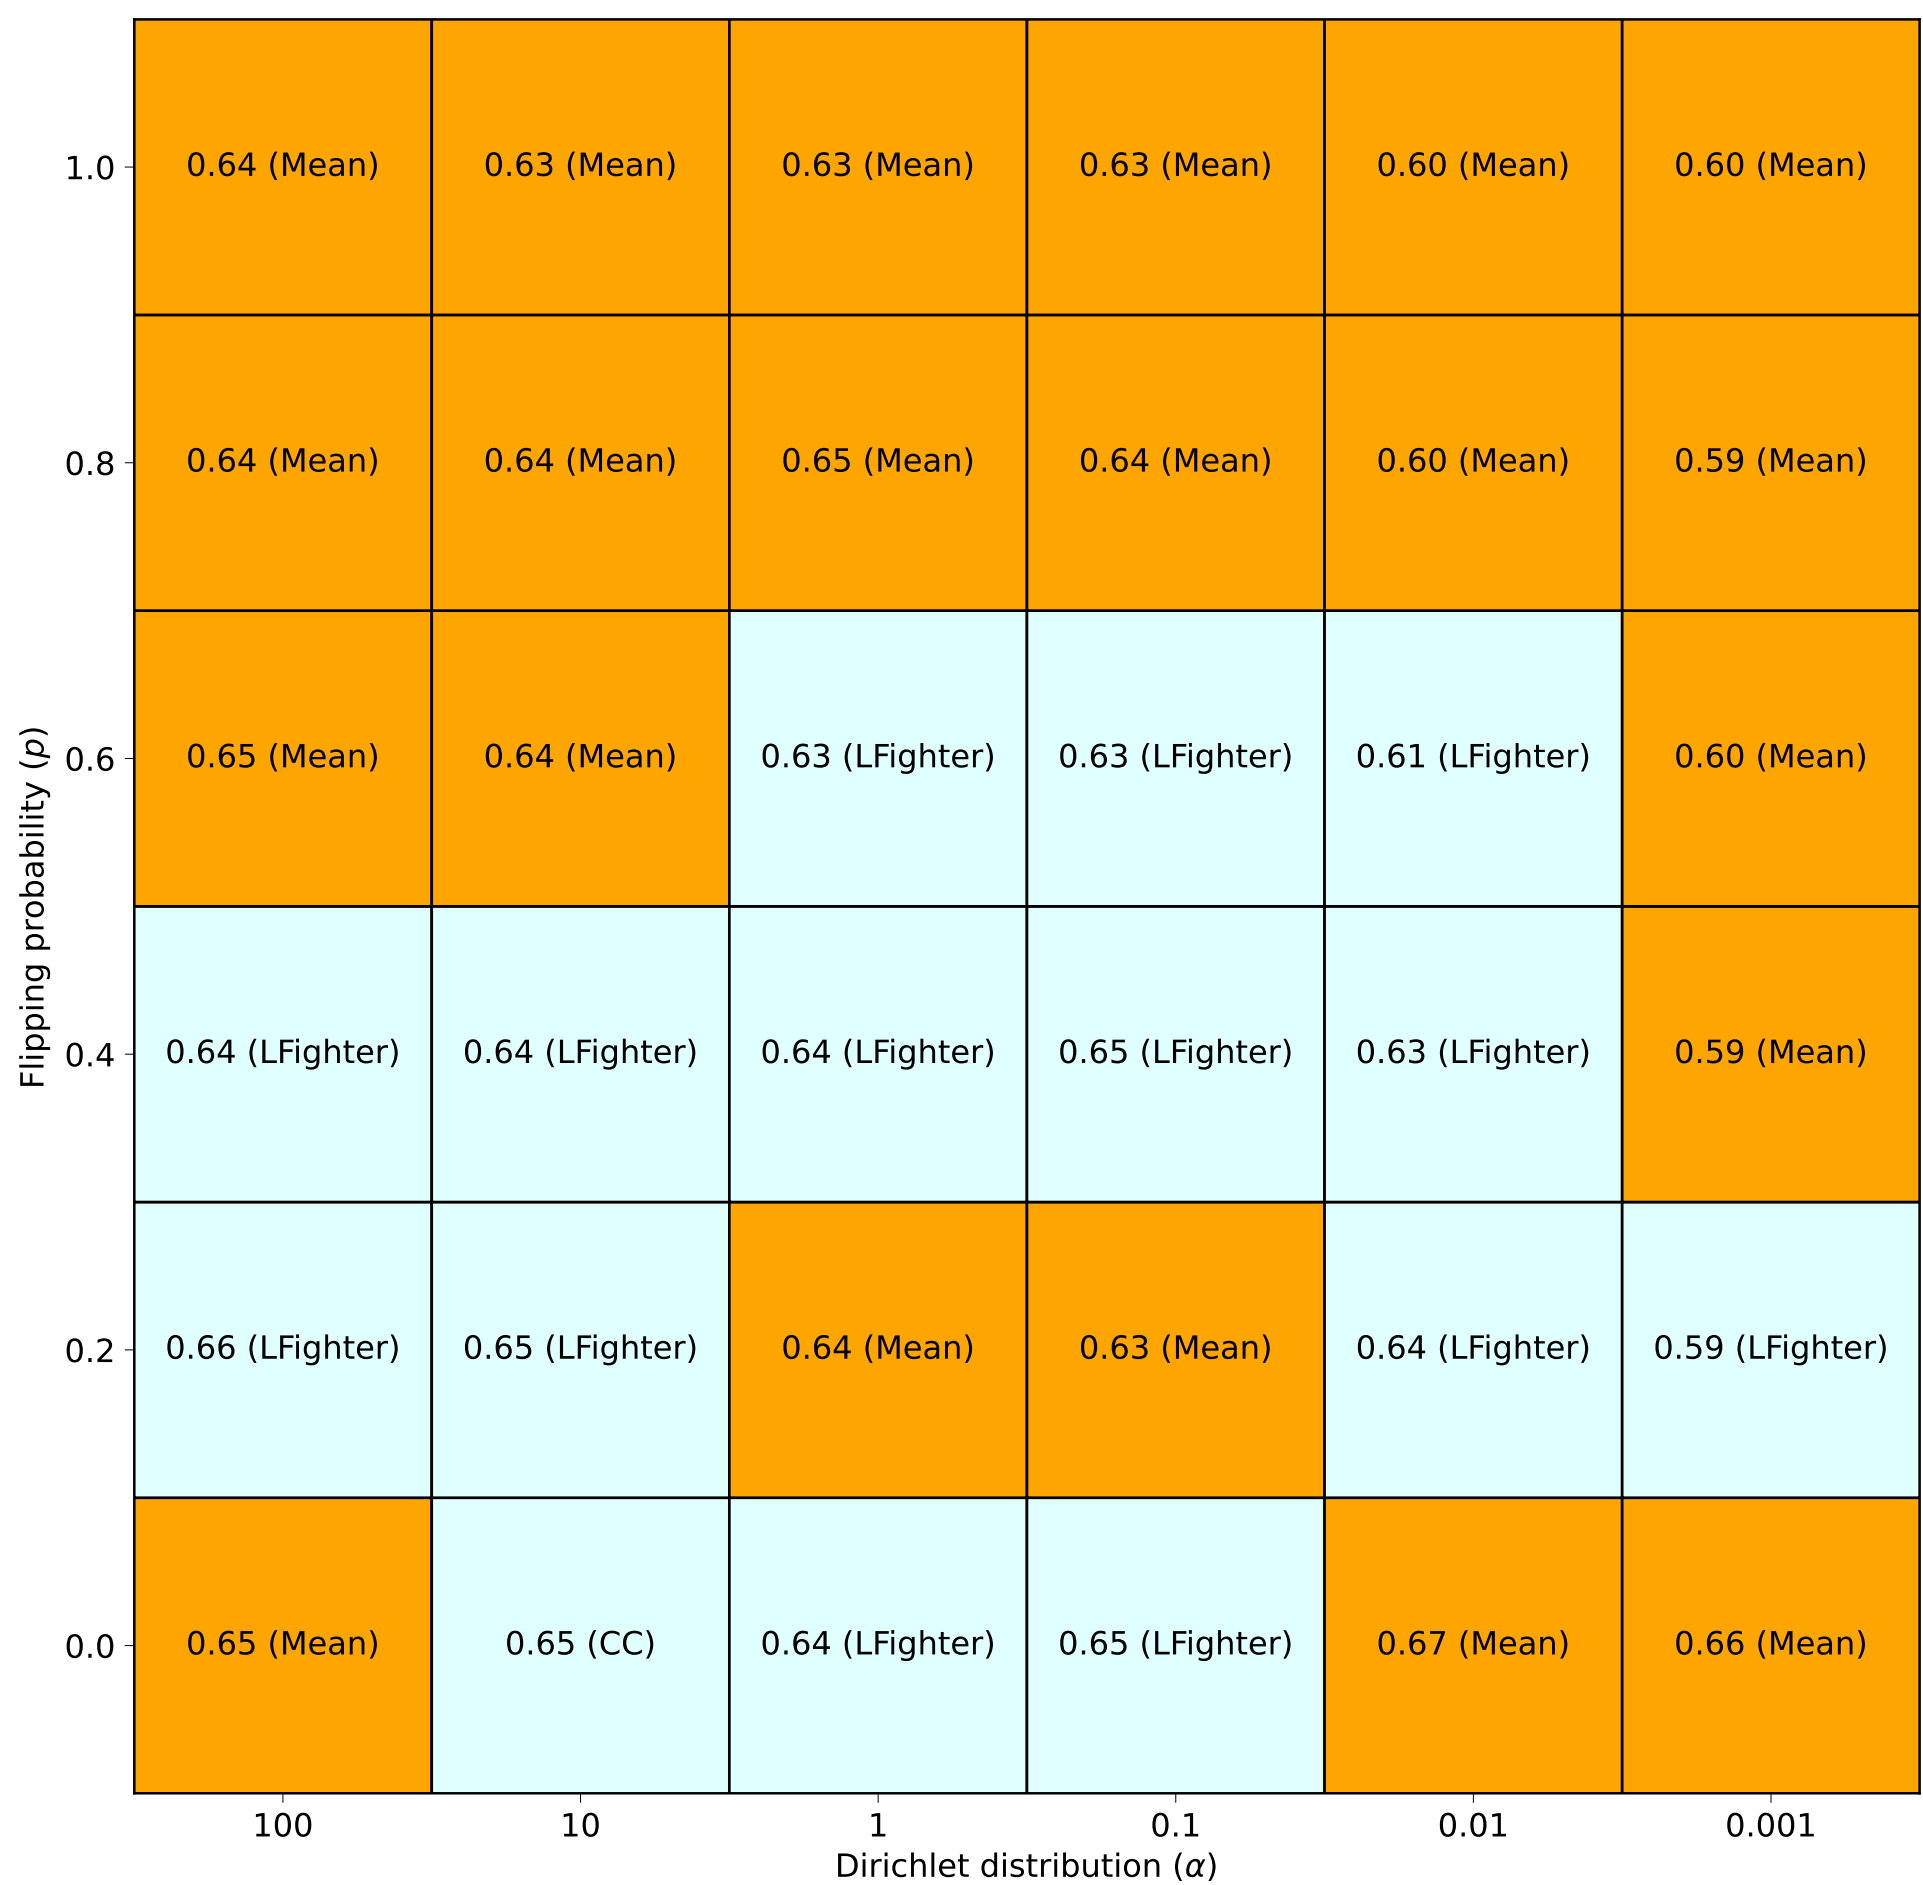 1.0
0.64 (Mean)
0.63 (Mean)
0.63 (Mean)
0.63 (Mean)
0.60 (Mean)
0.60 (Mean)
0.8
0.64 (Mean)
0.64 (Mean)
0.65 (Mean)
0.64 (Mean)
0.60 (Mean)
0.59 (Mean)
0.6
0.65 (Mean)
0.64 (Mean)
0.63 (LFighter)
0.63 (LFighter)
0.61 (LFighter)
0.60 (Mean)
0.4
0.64 (LFighter)
0.64 (LFighter)
0.64 (LFighter)
0.65 (LFighter)
0.63 (LFighter)
0.59 (Mean)
0.2
0.66 (LFighter)
0.65 (LFighter)
0.64 (Mean)
0.63 (Mean)
0.64 (LFighter)
0.59 (LFighter)
0.0
0.65 (Mean)
0.65 (CC)
0.64 (LFighter)
0.65 (LFighter)
0.67 (Mean)
0.66 (Mean)
100
10
1
0.1
0.01
0.001
Dirichlet distribution (α)
Flipping probability (p)